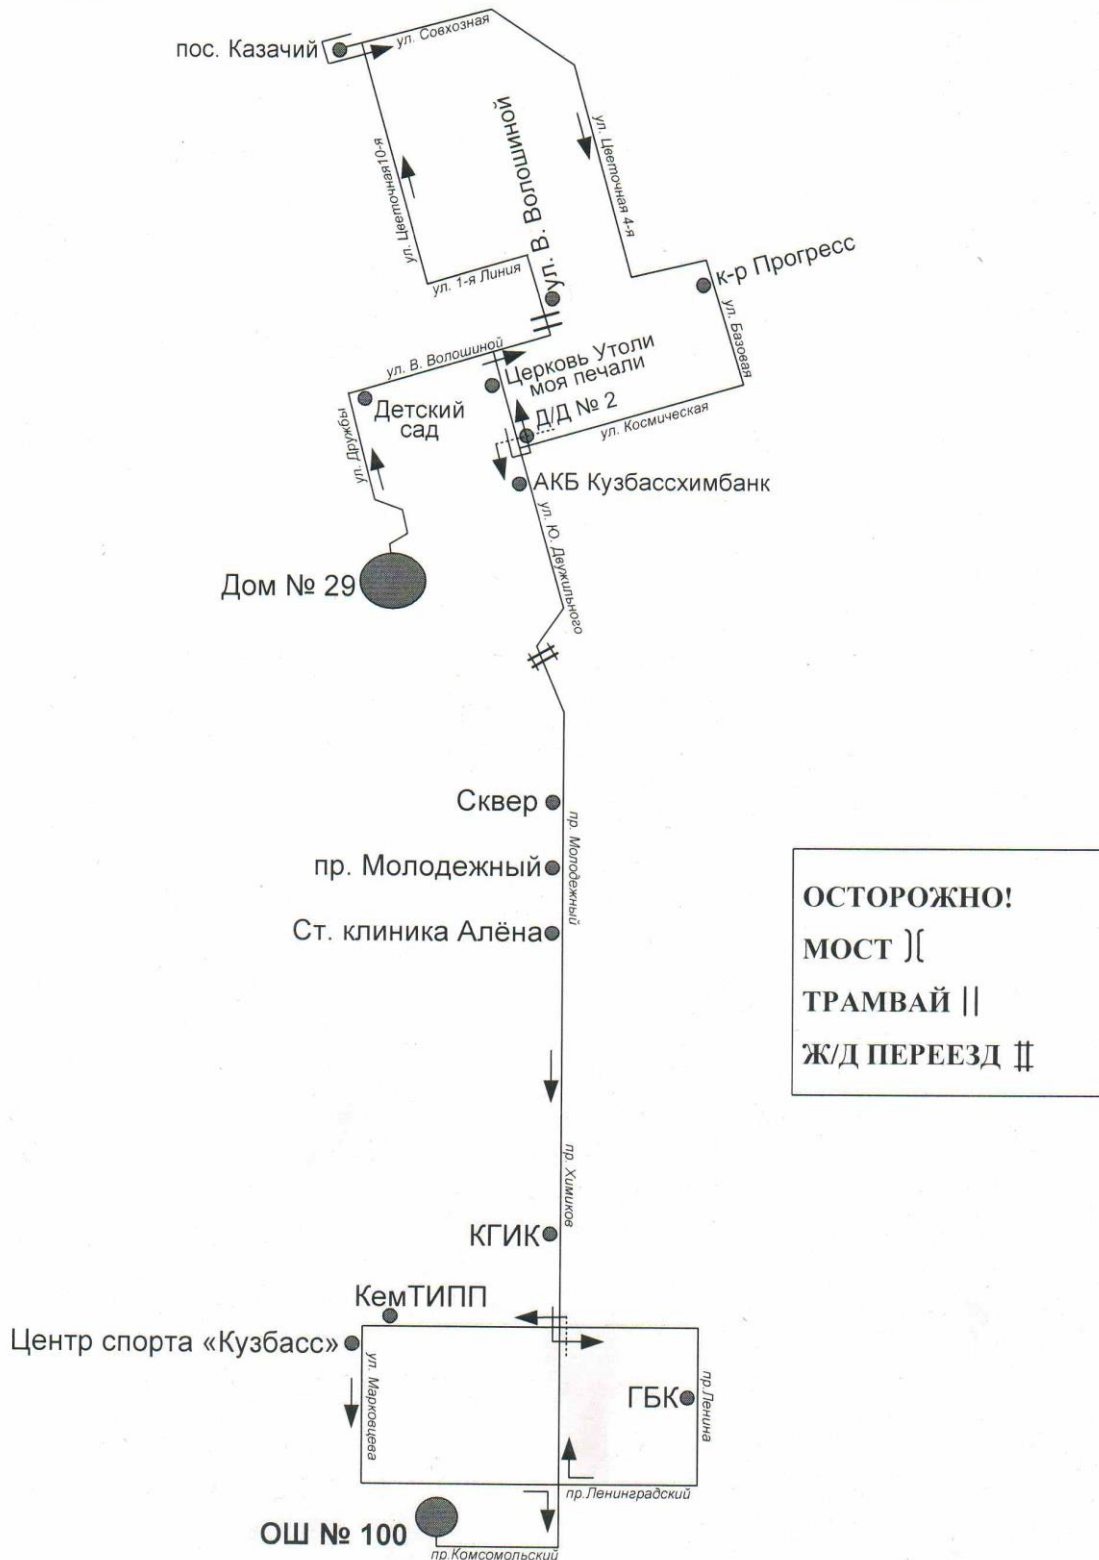 пос. Казачий
ул. Совхозная
ул. Цветочная10-я
ул. В. Волошиной
ул. Цветочная 4-я
ул. 1-я Линия
к-р Прогресс
ул. Базовая
ул. В. Волошиной
Церковь Утоли
моя печали
Детский
сад
Д/Д № 2
ул. Космическая
ул. Дружбы
АКБ Кузбассхимбанк
ул. Ю. Двужильного
Дом № 29
Сквер
пр. Молодежный
пр. Молодежный
Ст. клиника Алёна
ОСТОРОЖНО!
МОСТ
ТРАМВАЙ
Ж/Д ПЕРЕЕЗД
пр. Химиков
КГИК
КемТИПП
Центр спорта «Кузбасс»
ул. Марковцева
ГБК
пр.Ленина
пр.Ленинградский
ОШ № 100
пр.Комсомольский